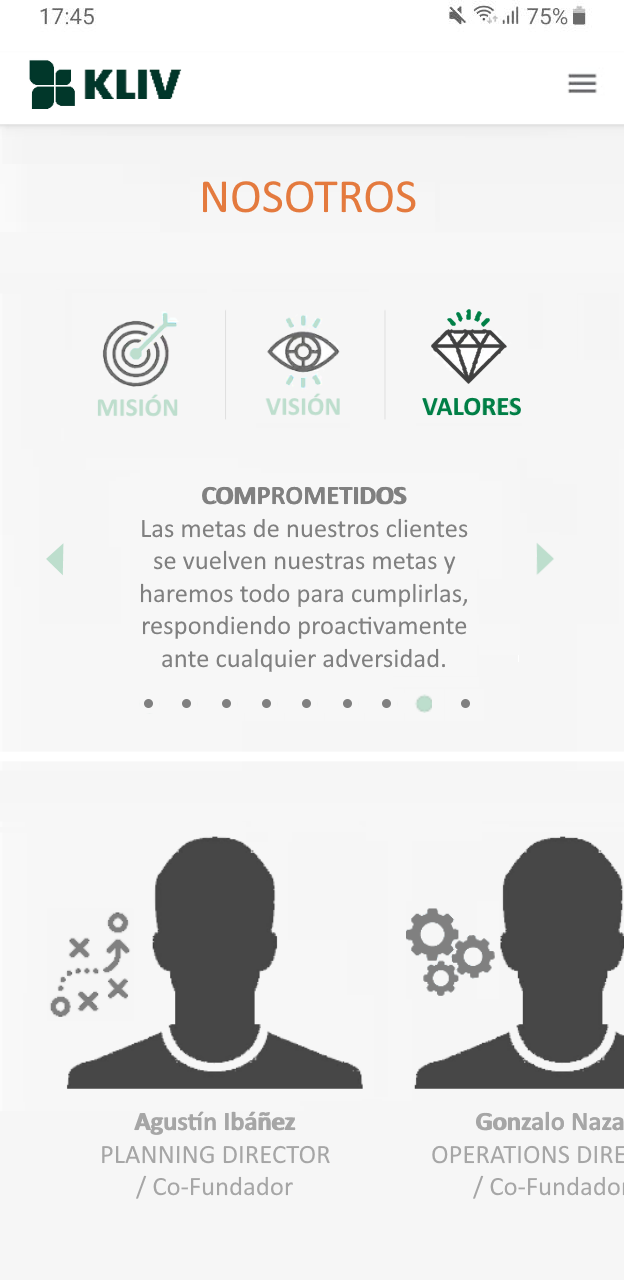 17:45 75%
KLIV
NOSOTROS
MISIÓN VISIÓN VALORES
COMPROMETIDOS
Las metas de nuestros clientes
se vuelven nuestras metas y
haremos todo para cumplirlas,
respondiendo proactivamente
ante cualquier adversidad.
Agustín Ibáñez
PLANNING DIRECTOR
/ Co-Fundador
Gonzalo Naza
OPERATIONS DIRE
/ Co-Fundador